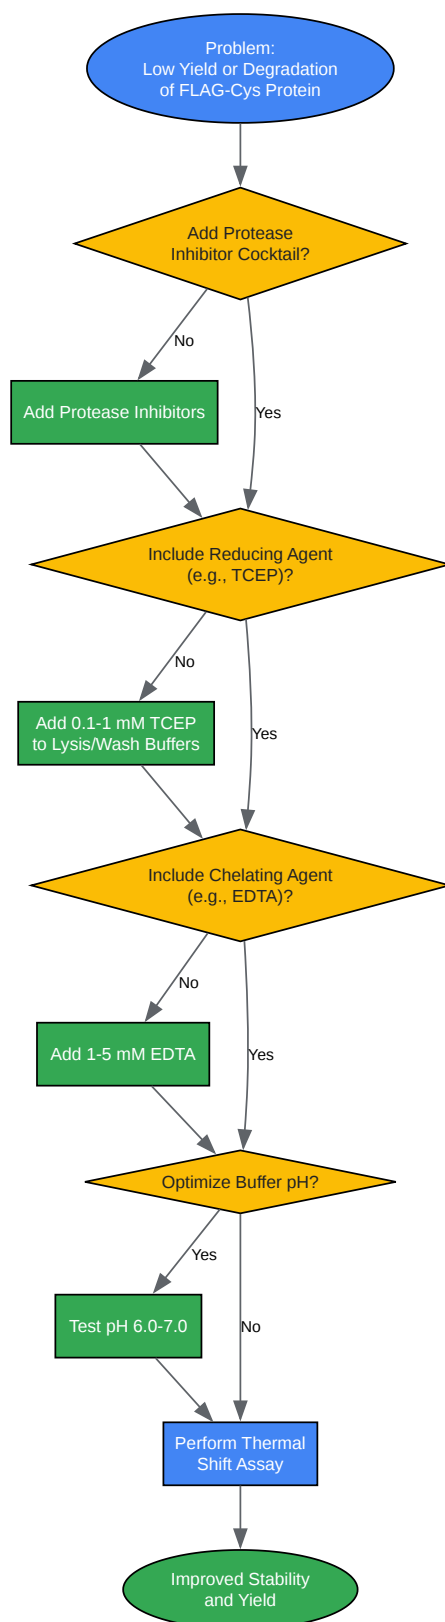 Problem:
Low Yield or Degradation
of FLAG-Cys Protein
Add Protease
Inhibitor Cocktail?
No
Yes
Add Protease Inhibitors
Include Reducing Agent
(e.g., TCEP)?
No
Yes
Add 0.1-1 mM TCEP
to Lysis/Wash Buffers
Include Chelating Agent
(e.g., EDTA)?
No
Yes
Add 1-5 mM EDTA
Optimize Buffer pH?
Yes
No
Test pH 6.0-7.0
Perform Thermal
Shift Assay
Improved Stability
and Yield